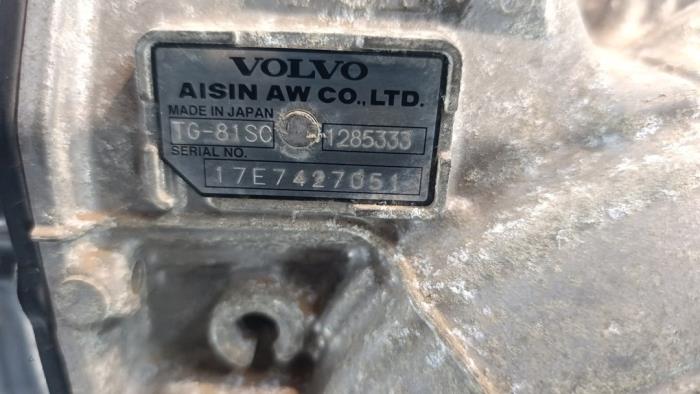 VOLVO
AISIN AW CO., LTD.
MADE IN JAPAN
TG-81SC 1285333
SERIAL NO.
17E7427051